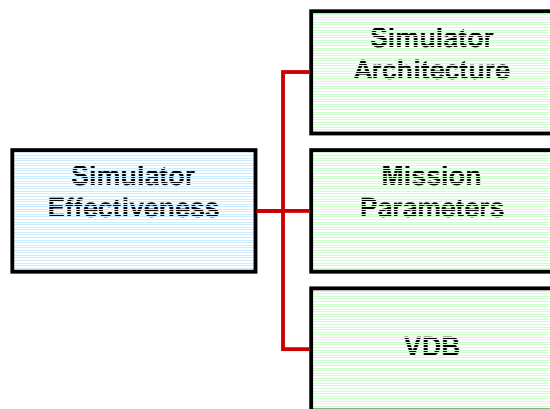 Simulator
Architecture
Simulator
Effectiveness
Mission
Parameters
VDB